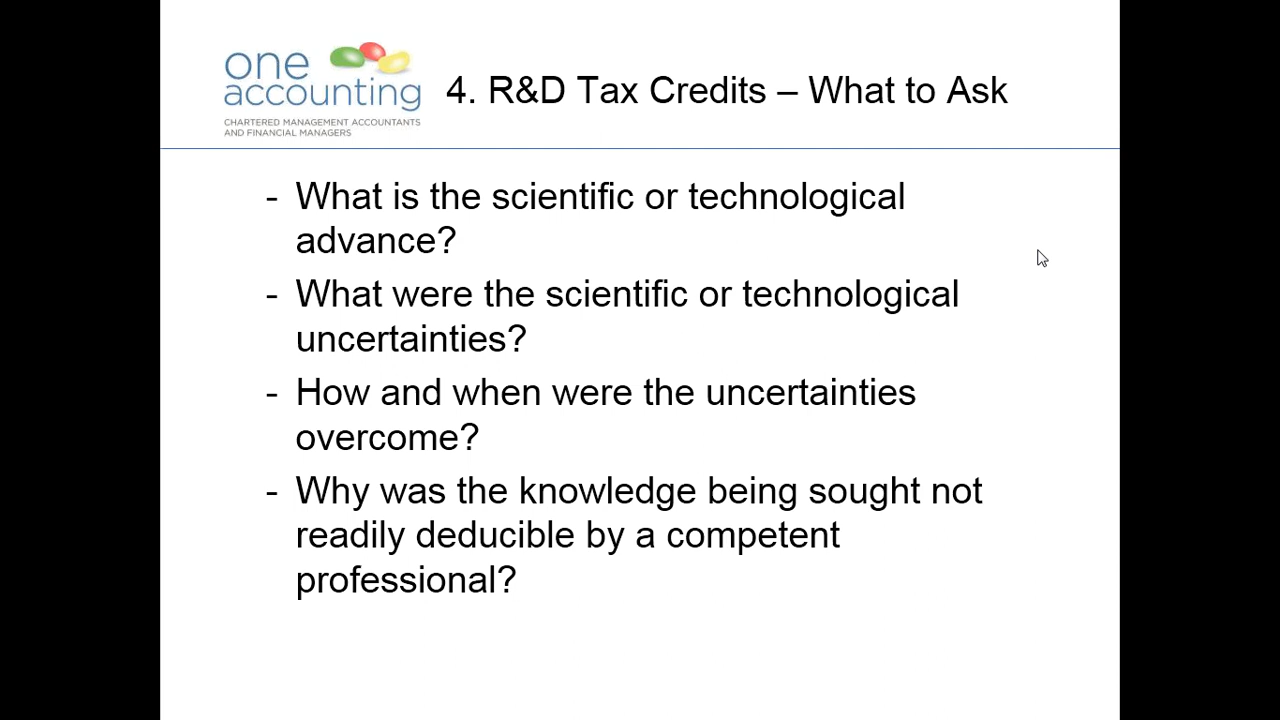 one
accounting
CHARTERED MANAGEMENT ACCOUNTANTS
AND FINANCIAL MANAGERS
4. R&D Tax Credits – What to Ask
- What is the scientific or technological
advance?
- What were the scientific or technological
uncertainties?
- How and when were the uncertainties
overcome?
- Why was the knowledge being sought not
readily deducible by a competent
professional?